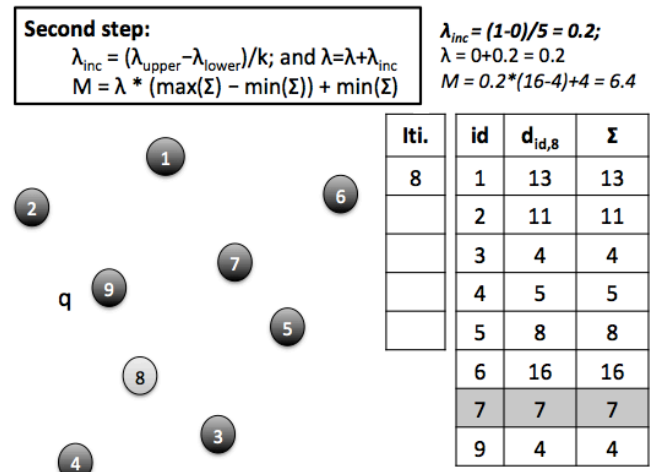 Second step:
λinc = (λupper−λlower)/k; and λ=λ+λinc
M = λ * (max(Σ) − min(Σ)) + min(Σ)
λinc = (1-0)/5 = 0.2;
λ = 0+0.2 = 0.2
M = 0.2*(16-4)+4 = 6.4
1
2
6
7
9
q
5
8
3
4
Iti.
8
id did,8 Σ
1 13 13
2 11 11
3 4 4
4 5 5
5 8 8
6 16 16
7 7 7
9 4 4